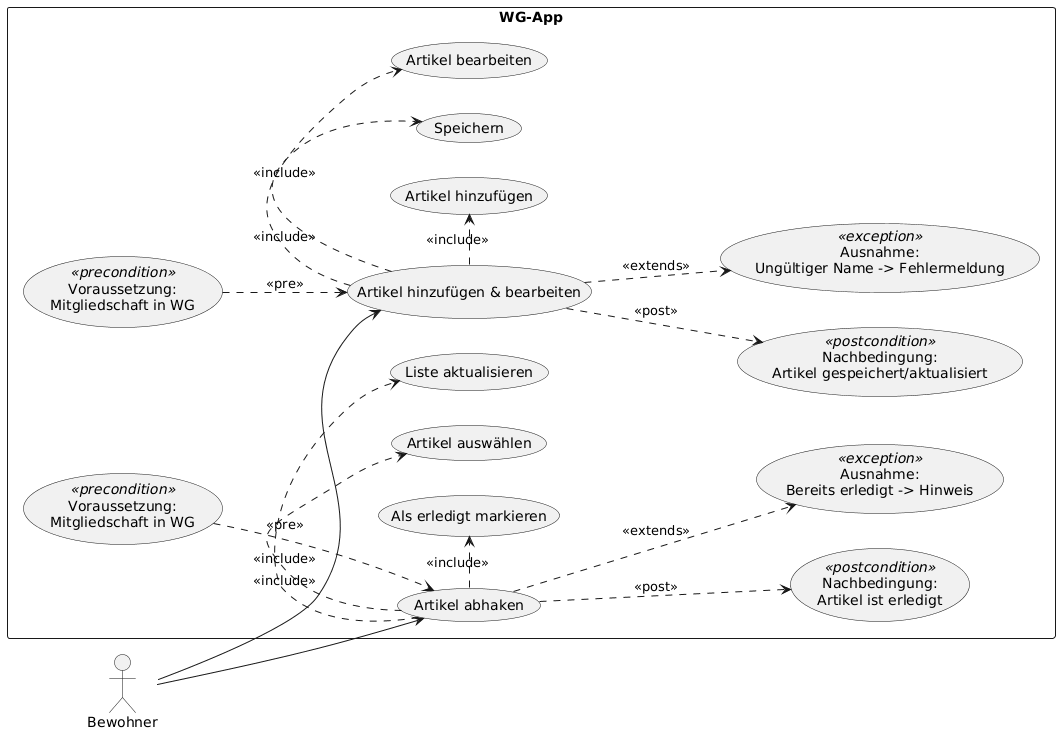 WG-App
Artikel bearbeiten
Speichern
«include»
Artikel hinzufügen
«include»
«include»
«exception»
Ausnahme:
Ungültiger Name -> Fehlermeldung
«extends»
«precondition»
Voraussetzung:
Mitgliedschaft in WG
«pre»
Artikel hinzufügen & bearbeiten
«post»
«postcondition»
Nachbedingung:
Artikel gespeichert/aktualisiert
Liste aktualisieren
Artikel auswählen
«exception»
Ausnahme:
Bereits erledigt -> Hinweis
«precondition»
Voraussetzung:
Mitgliedschaft in WG
«pre»
Als erledigt markieren
«extends»
«include»
«include»
«include»
Artikel abhaken
«post»
«postcondition»
Nachbedingung:
Artikel ist erledigt
Bewohner